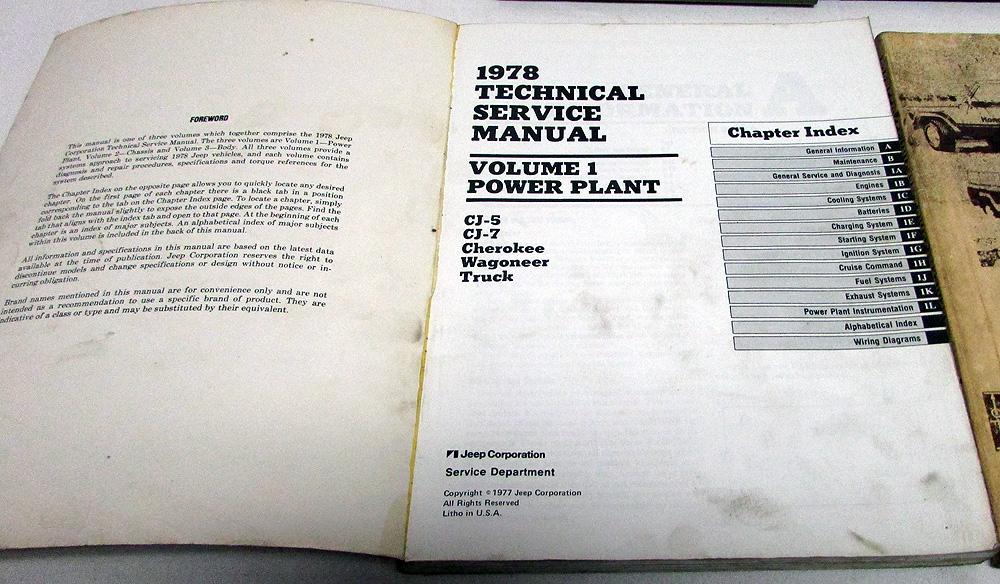 FOREWORD
This manual is one of three volumes which together comprise the 1978 Jeep
Corporation Technical Service Manual. The three volumes are Volume 1—Power
Plant, Volume 2—Chassis and Volume 3—Body. All three volumes provide a
systems approach to servicing 1978 Jeep vehicles, and each volume contains
diagnosis and repair procedures, specifications and torque references for the
system described.
The Chapter Index on the opposite page allows you to quickly locate any desired
chapter. On the first page of each chapter there is a black tab in a position
corresponding to the tab on the Chapter Index page. To locate a chapter, simply
fold back the manual slightly to expose the outside edges of the pages. Find the
tab that aligns with the index tab and open to that page. At the beginning of each
chapter is an index of major subjects. An alphabetical index of major subjects
within this volume is included in the back of this manual.
All information and specifications in this manual are based on the latest data
available at the time of publication. Jeep Corporation reserves the right to
discontinue models and change specifications or design without notice or in-
curring obligation.
Brand names mentioned in this manual are for convenience only and are not
intended as a recommendation to use a specific brand of product. They are
indicative of a class or type and may be substituted by their equivalent.
1978
TECHNICAL
SERVICE
MANUAL
VOLUME 1
POWER PLANT
CJ-5
CJ-7
Cherokee
Wagoneer
Truck
Jeep Corporation
Service Department
Copyright © 1977 Jeep Corporation
All Rights Reserved
Litho in U.S.A.
Chapter Index
General Information A
Maintenance B
General Service and Diagnosis 1A
Engines 1B
Cooling Systems 1C
Batteries 1D
Charging System 1E
Starting System 1F
Ignition System 1G
Cruise Command 1H
Fuel Systems 1J
Exhaust Systems 1K
Power Plant Instrumentation 1L
Alphabetical Index
Wiring Diagrams